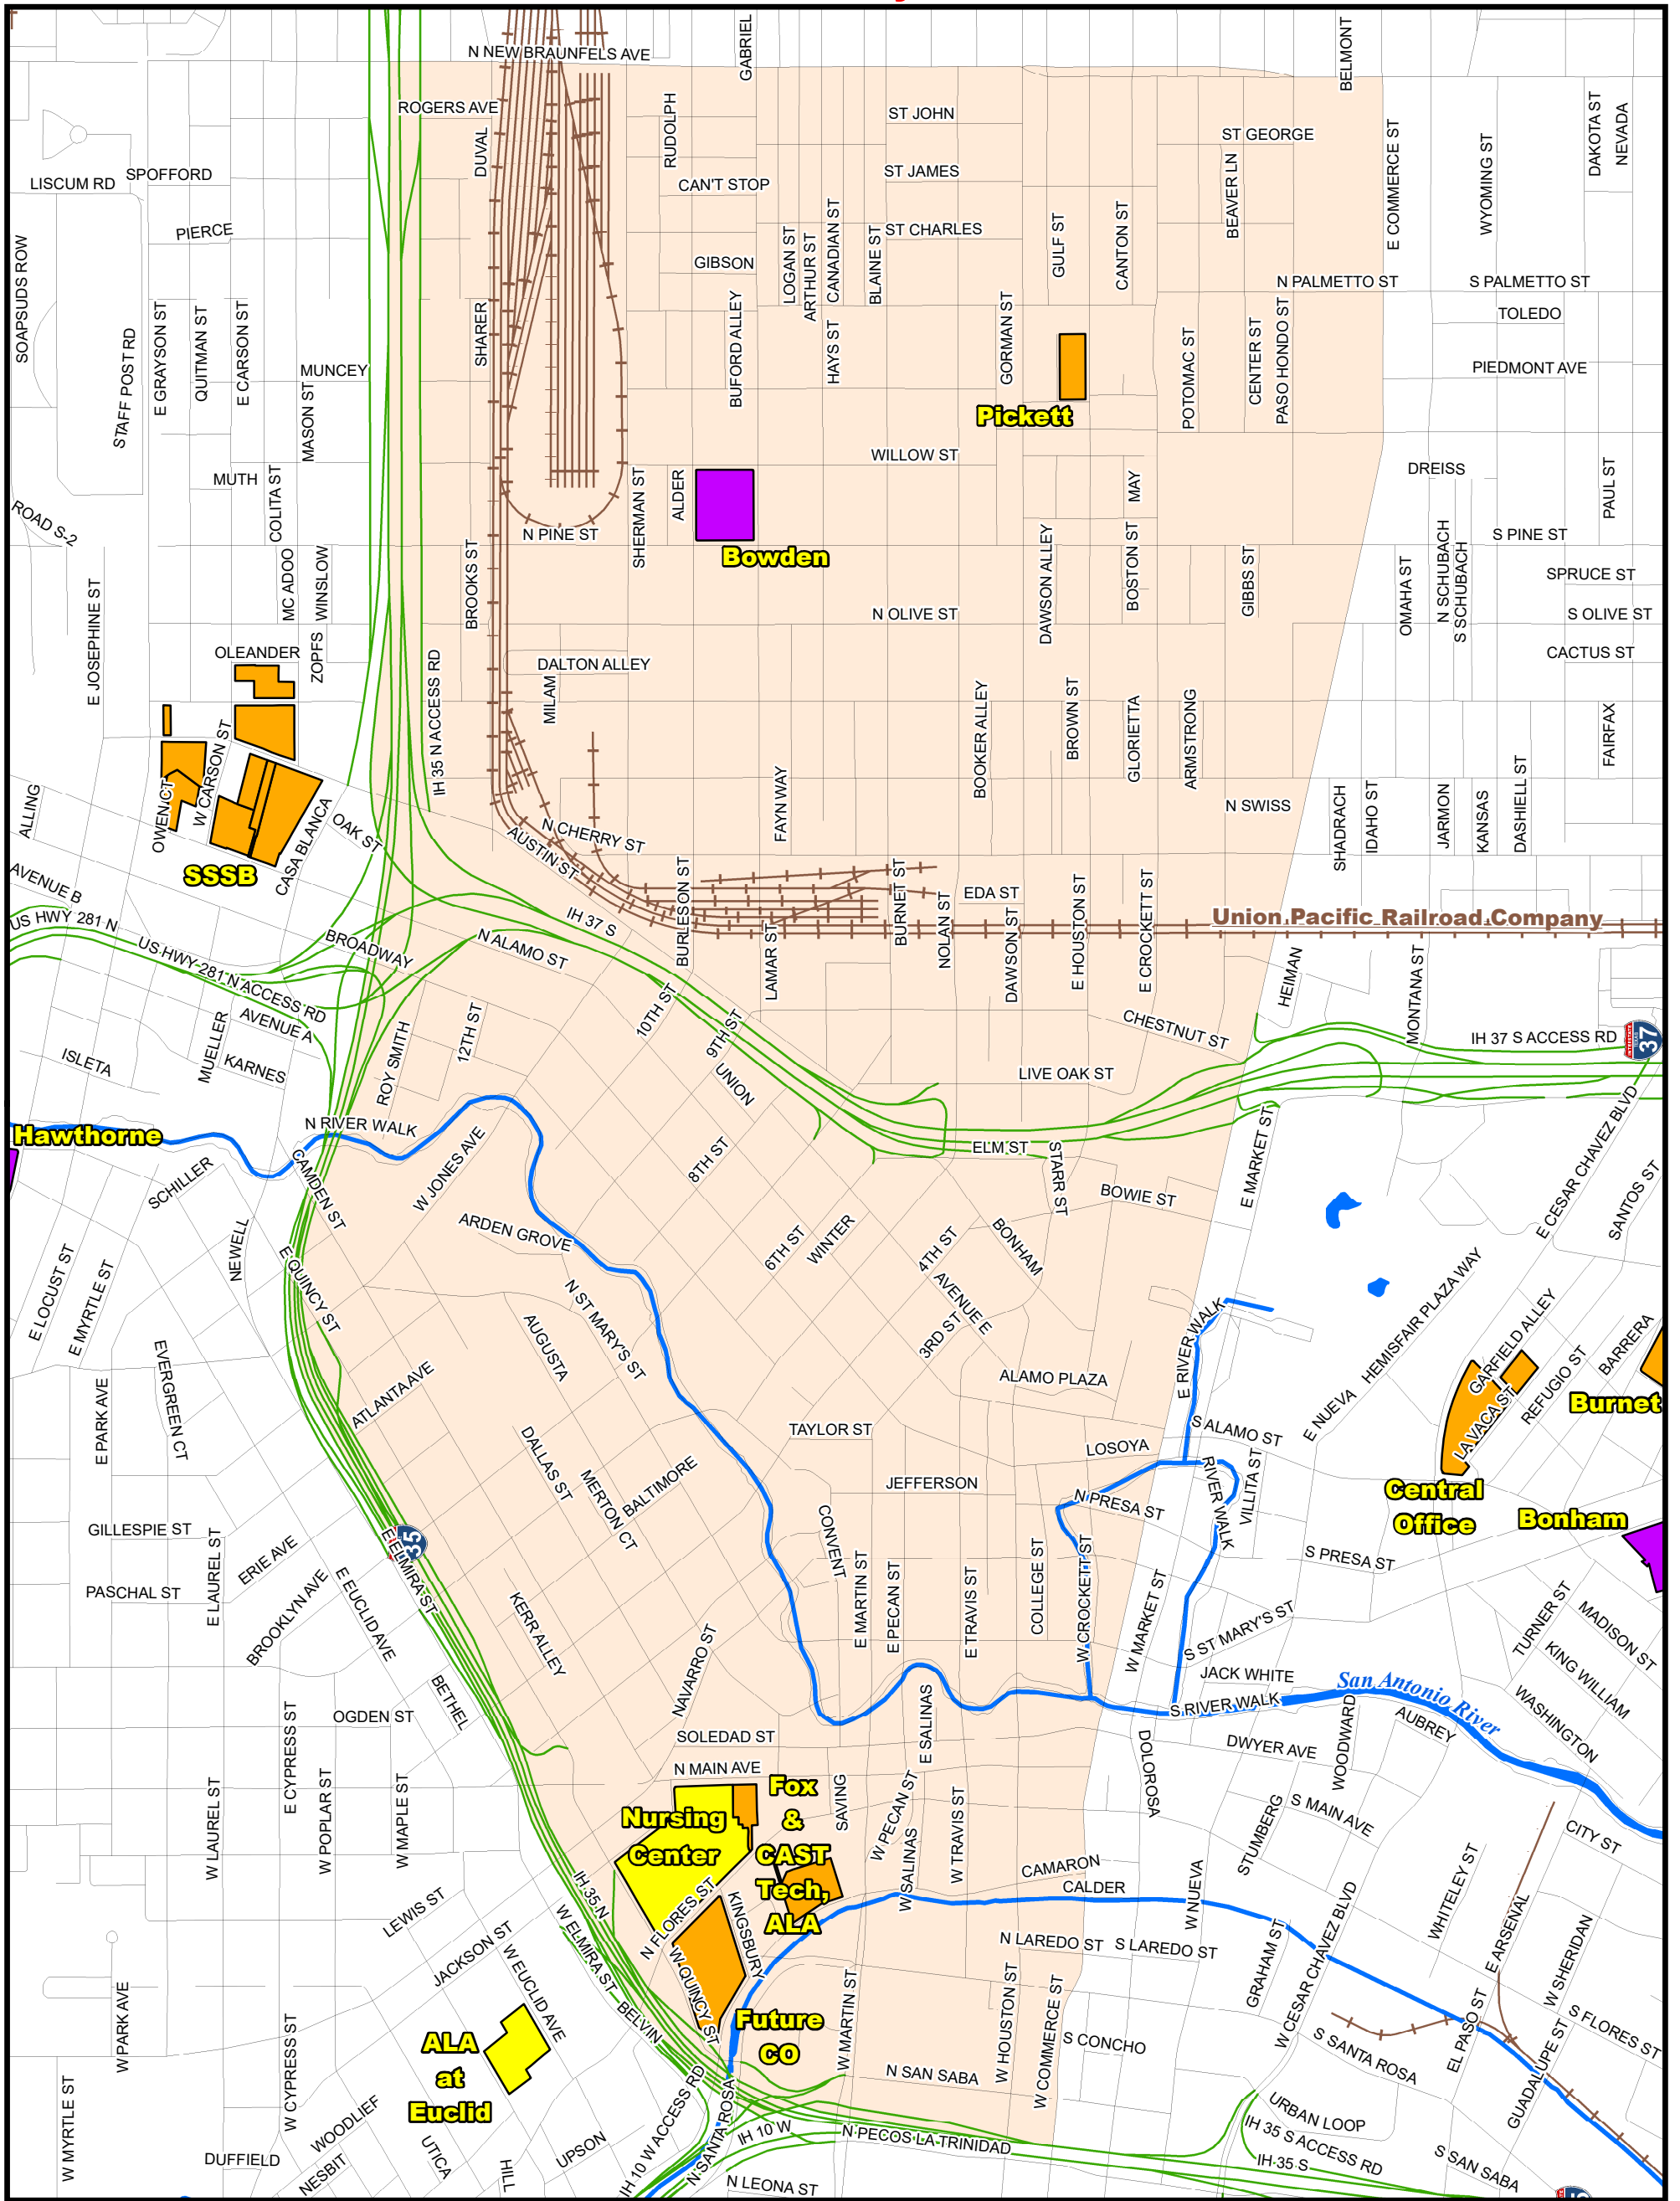 N NEW BRAUNFELS AVE
GABRIEL
BELMONT
ROGERS AVE
DUVAL
RUDOLPH
ST JOHN
ST GEORGE
E COMMERCE ST
WYOMING ST
DAKOTA ST
NEVADA
LISCUM RD
SPOFFORD
CAN'T STOP
ST JAMES
BEAVER LN
PIERCE
ST CHARLES
GIBSON
LOGAN ST
ARTHUR ST
CANADIAN ST
BLAINE ST
GULF ST
CANTON ST
N PALMETTO ST
S PALMETTO ST
TOLEDO
SOAPSUDS ROW
STAFF POST RD
E GRAYSON ST
QUITMAN ST
E CARSON ST
MUNCEY
MASON ST
SHARER
BUFORD ALLEY
HAYS ST
GORMAN ST
POTOMAC ST
CENTER ST
PASO HONDO ST
PIEDMONT AVE
Pickett
WILLOW ST
DREISS
MUTH
COLITA ST
ROAD S-2
N PINE ST
SHERMAN ST
ALDER
MAY
PAUL ST
S PINE ST
Bowden
E JOSEPHINE ST
MC ADOO
WINSLOW
BROOKS ST
DAWSON ALLEY
BOSTON ST
GIBBS ST
OMAHA ST
N SCHUBACH
S SCHUBACH
SPRUCE ST
N OLIVE ST
S OLIVE ST
OLEANDER
ZOPFS
DALTON ALLEY
CACTUS ST
IH 35 N ACCESS RD
MILAM
BOOKER ALLEY
BROWN ST
GLORIETTA
ARMSTRONG
FAIRFAX
ALLING
OWEN CT
W CARSON ST
CASA BLANCA
OAK ST
FAYN WAY
N SWISS
SHADRACH
IDAHO ST
JARMON
KANSAS
DASHIELL ST
N CHERRY ST
AUSTIN ST
SSSB
AVENUE B
BURLESON ST
BURNET ST
EDA ST
E HOUSTON ST
E CROCKETT ST
Union Pacific Railroad Company
US HWY 281 N
US HWY 281 N ACCESS RD
BROADWAY
N ALAMO ST
IH 37 S
LAMAR ST
NOLAN ST
DAWSON ST
HEIMAN
MONTANA ST
AVENUE A
MUELLER
KARNES
ISLETA
ROY SMITH
12TH ST
10TH ST
9TH ST
UNION
CHESTNUT ST
IH 37 S ACCESS RD
37
LIVE OAK ST
Hawthorne
N RIVER WALK
SCHILLER
CAMDEN ST
W JONES AVE
8TH ST
ELM ST
STARR ST
BOWIE ST
E MARKET ST
E CESAR CHAVEZ BLVD
SANTOS ST
NEWELL
E QUINCY ST
ARDEN GROVE
6TH ST
WINTER
4TH ST
BONHAM
E LOCUST ST
E MYRTLE ST
N ST MARY'S ST
AVENUE E
3RD ST
E RIVER WALK
HEMISFAIR PLAZA WAY
GARFIELD ALLEY
BARRERA
EVERGREEN CT
AUGUSTA
ALAMO PLAZA
E NUEVA
LA VACA ST
REFUGIO ST
Burnet
E PARK AVE
ATLANTA AVE
TAYLOR ST
LOSOYA
S ALAMO ST
DALLAS ST
MERTON CT
BALTIMORE
JEFFERSON
N PRESA ST
RIVER WALK
VILLITA ST
Central
Office
Bonham
GILLESPIE ST
E LAUREL ST
ERIE AVE
35
E ELMIRA ST
CONVENT
E MARTIN ST
E PECAN ST
E TRAVIS ST
COLLEGE ST
W CROCKETT ST
W MARKET ST
S PRESA ST
PASCHAL ST
BROOKLYN AVE
E EUCLID AVE
KERR ALLEY
NAVARRO ST
S ST MARY'S ST
TURNER ST
MADISON ST
KING WILLIAM
WASHINGTON
JACK WHITE
San Antonio River
S RIVER WALK
BETHEL
OGDEN ST
E CYPRESS ST
SOLEDAD ST
E SALINAS
DOLOROSA
DWYER AVE
WOODWARD
AUBREY
W LAUREL ST
W POPLAR ST
W MAPLE ST
N MAIN AVE
Fox
&
CAST
Tech,
ALA
Nursing
Center
SAVING
W PECAN ST
W SALINAS
W TRAVIS ST
STUMBERG
S MAIN AVE
CITY ST
CAMARON
CALDER
W NUEVA
WHITELEY ST
LEWIS ST
IH 35 N
N FLORES ST
KINGSBURY
W QUINCY ST
N LAREDO ST
S LAREDO ST
GRAHAM ST
W CESAR CHAVEZ BLVD
E ARSENAL
W SHERIDAN
JACKSON ST
W EUCLID AVE
W ELMIRA ST
BELVIN
Future
CO
W MARTIN ST
W HOUSTON ST
W COMMERCE ST
S CONCHO
S SANTA ROSA
EL PASO ST
GUADALUPE ST
S FLORES ST
W PARK AVE
W CYPRESS ST
W MYRTLE ST
ALA
at
Euclid
N SAN SABA
URBAN LOOP
WOODLIEF
DUFFIELD
NESBIT
UTICA
HILL
UPSON
IH 10 W ACCESS RD
N SANTA ROSA
IH 10 W
N PECOS LA TRINIDAD
IH 35 S ACCESS RD
IH 35 S
S SAN SABA
N LEONA ST